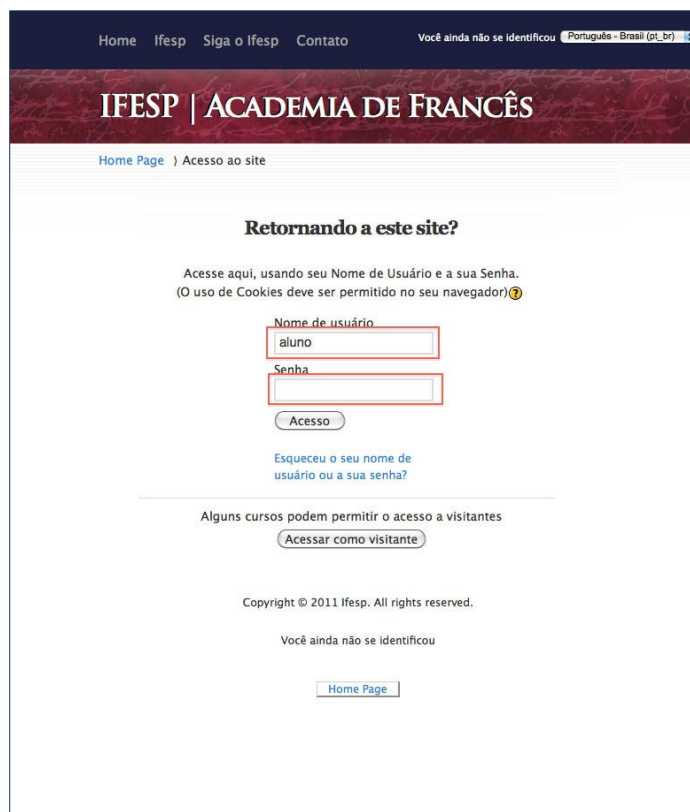 Home Ifesp Siga o Ifesp Contato Você ainda não se identificou Português - Brasil (pt_br)
IFESP | ACADEMIA DE FRANCÊS
Home Page ⟩ Acesso ao site
Retornando a este site?
Acesse aqui, usando seu Nome de Usuário e a sua Senha.
(O uso de Cookies deve ser permitido no seu navegador) ?
Nome de usuário
aluno
Senha
Acesso
Esqueceu o seu nome de
usuário ou a sua senha?
Alguns cursos podem permitir o acesso a visitantes
Acessar como visitante
Copyright © 2011 Ifesp. All rights reserved.
Você ainda não se identificou
Home Page